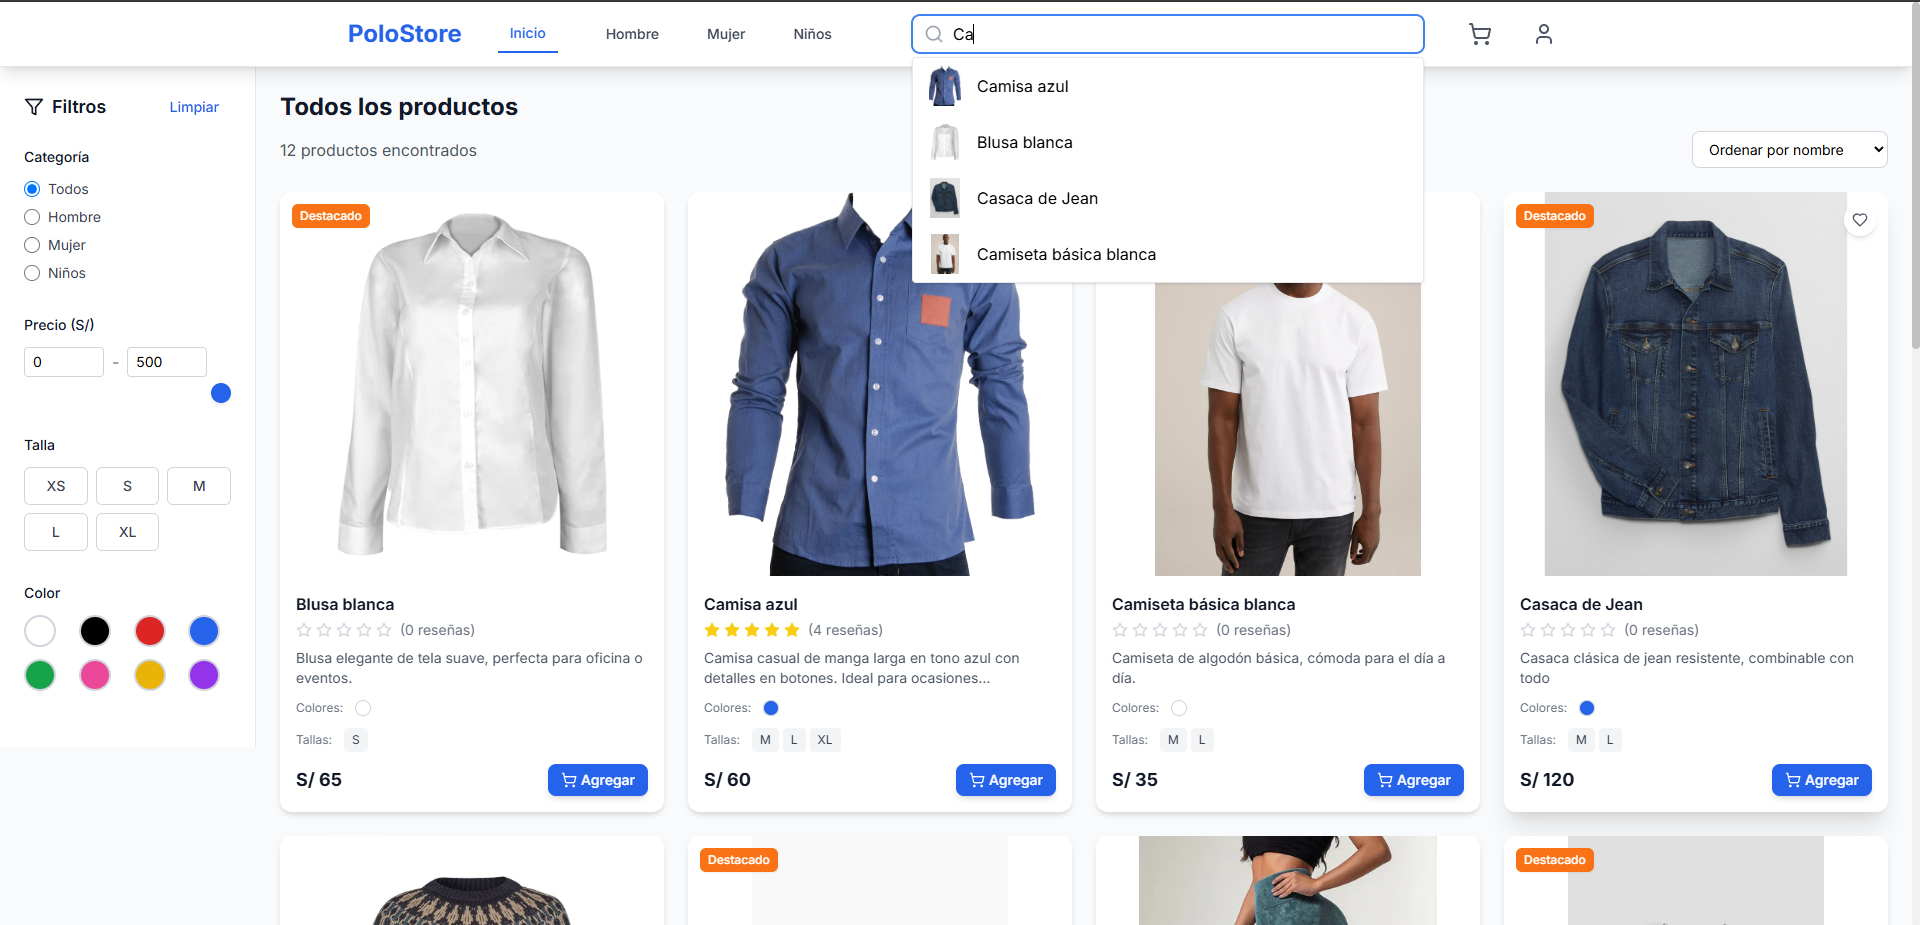 PoloStore
Inicio
Hombre
Mujer
Niños
Ca
Camisa azul
Blusa blanca
Casaca de Jean
Camiseta básica blanca
Filtros
Limpiar
Categoría
Todos
Hombre
Mujer
Niños
Precio (S/)
0 - 500
Talla
XS S M
L XL
Color
Todos los productos
12 productos encontrados
Ordenar por nombre
Destacado
Blusa blanca
(0 reseñas)
Blusa elegante de tela suave, perfecta para oficina o
eventos.
Colores:
Tallas: S
S/ 65
Agregar
Camisa azul
(4 reseñas)
Camisa casual de manga larga en tono azul con
detalles en botones. Ideal para ocasiones...
Colores:
Tallas: M L XL
S/ 60
Agregar
Camiseta básica blanca
(0 reseñas)
Camiseta de algodón básica, cómoda para el día a
día.
Colores:
Tallas: M L
S/ 35
Agregar
Destacado
Casaca de Jean
(0 reseñas)
Casaca clásica de jean resistente, combinable con
todo
Colores:
Tallas: M L
S/ 120
Agregar
Destacado
Destacado